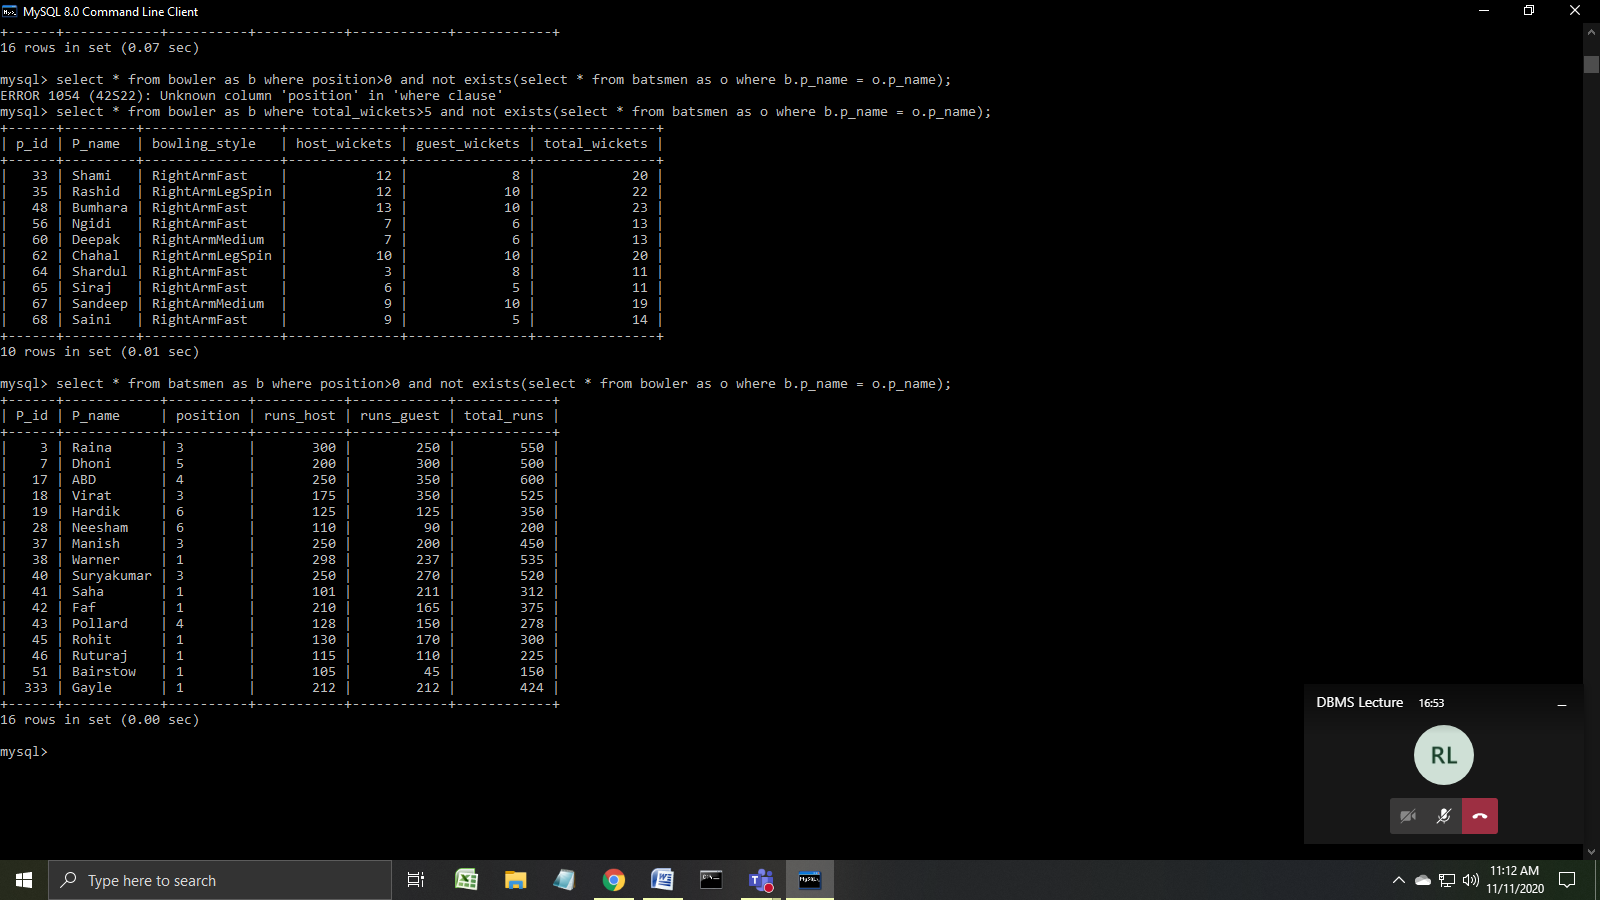 MySQL 8.0 Command Line Client
+------+------------+----------+-----------+------------+------------+
16 rows in set (0.07 sec)
mysql> select * from bowler as b where position>0 and not exists(select * from batsmen as o where b.p_name = o.p_name);
ERROR 1054 (42S22): Unknown column 'position' in 'where clause'
mysql> select * from bowler as b where total_wickets>5 and not exists(select * from batsmen as o where b.p_name = o.p_name);
+------+---------+-----------------+--------------+---------------+---------------+
| p_id | P_name  | bowling_style   | host_wickets | guest_wickets | total_wickets |
+------+---------+-----------------+--------------+---------------+---------------+
|   33 | Shami   | RightArmFast    |           12 |             8 |            20 |
|   35 | Rashid  | RightArmLegSpin |           12 |            10 |            22 |
|   48 | Bumhara | RightArmFast    |           13 |            10 |            23 |
|   56 | Ngidi   | RightArmFast    |            7 |             6 |            13 |
|   60 | Deepak  | RightArmMedium  |            7 |             6 |            13 |
|   62 | Chahal  | RightArmLegSpin |           10 |            10 |            20 |
|   64 | Shardul | RightArmFast    |            3 |             8 |            11 |
|   65 | Siraj   | RightArmFast    |            6 |             5 |            11 |
|   67 | Sandeep | RightArmMedium  |            9 |            10 |            19 |
|   68 | Saini   | RightArmFast    |            9 |             5 |            14 |
+------+---------+-----------------+--------------+---------------+---------------+
10 rows in set (0.01 sec)
mysql> select * from batsmen as b where position>0 and not exists(select * from bowler as o where b.p_name = o.p_name);
+------+------------+----------+-----------+------------+------------+
| P_id | P_name     | position | runs_host | runs_guest | total_runs |
+------+------------+----------+-----------+------------+------------+
|    3 | Raina      | 3        |       300 |        250 |        550 |
|    7 | Dhoni      | 5        |       200 |        300 |        500 |
|   17 | ABD        | 4        |       250 |        350 |        600 |
|   18 | Virat      | 3        |       175 |        350 |        525 |
|   19 | Hardik     | 6        |       125 |        125 |        350 |
|   28 | Neesham    | 6        |       110 |         90 |        200 |
|   37 | Manish     | 3        |       250 |        200 |        450 |
|   38 | Warner     | 1        |       298 |        237 |        535 |
|   40 | Suryakumar | 3        |       250 |        270 |        520 |
|   41 | Saha       | 1        |       101 |        211 |        312 |
|   42 | Faf        | 1        |       210 |        165 |        375 |
|   43 | Pollard    | 4        |       128 |        150 |        278 |
|   45 | Rohit      | 1        |       130 |        170 |        300 |
|   46 | Ruturaj    | 1        |       115 |        110 |        225 |
|   51 | Bairstow   | 1        |       105 |         45 |        150 |
|  333 | Gayle      | 1        |       212 |        212 |        424 |
+------+------------+----------+-----------+------------+------------+
16 rows in set (0.00 sec)
mysql>
DBMS Lecture 16:53
RL
Type here to search
11:12 AM
11/11/2020